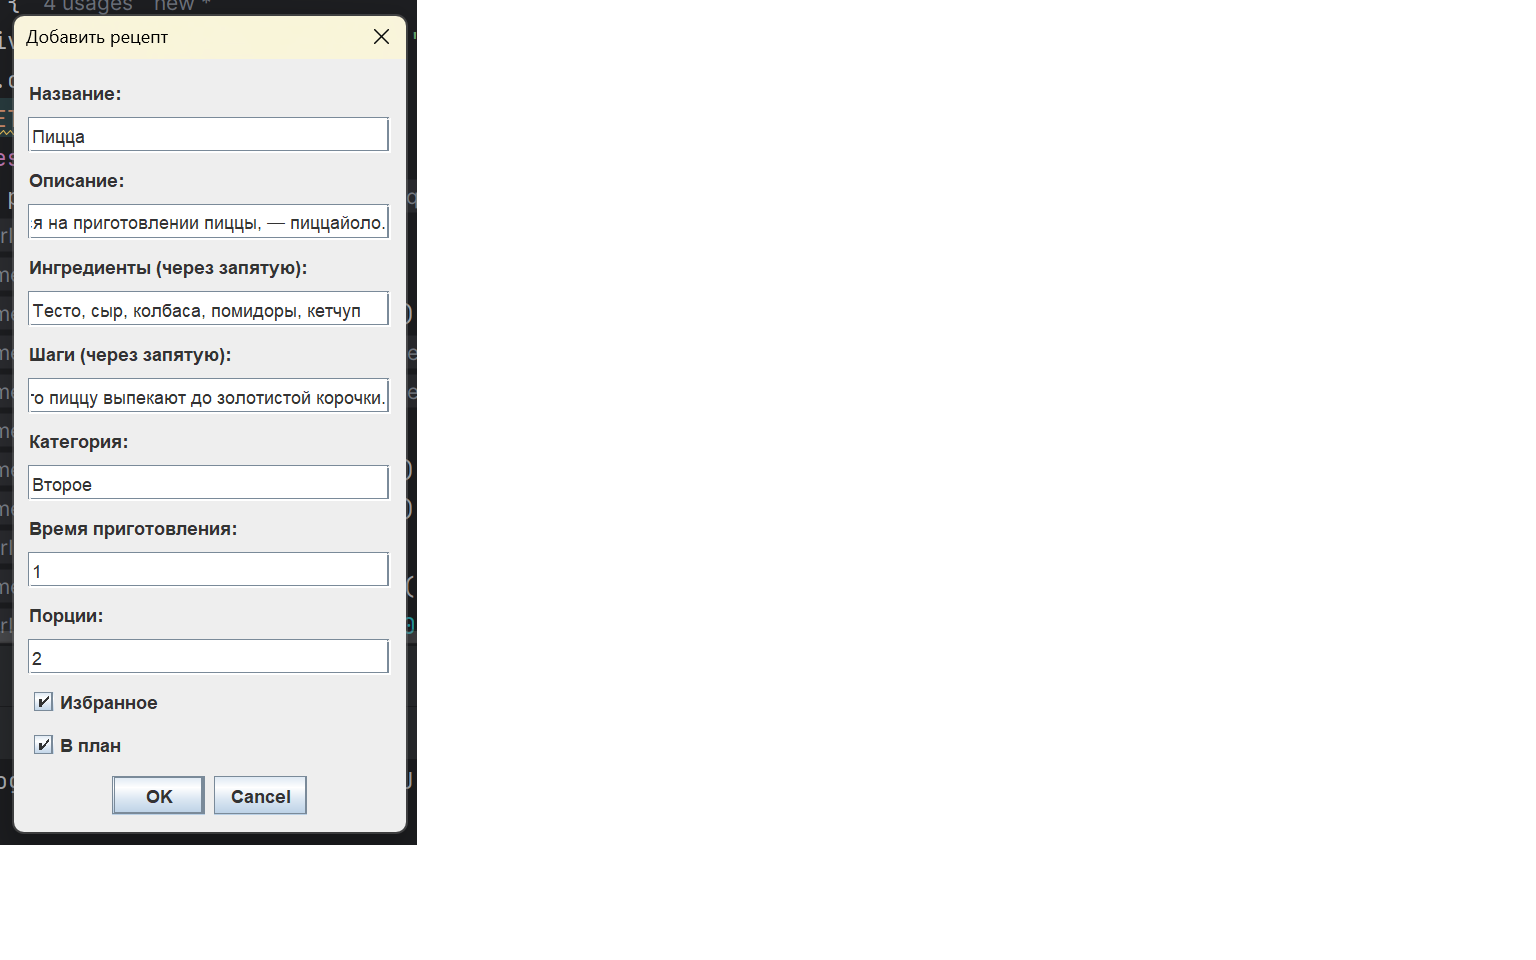 { 4 usages new *
Добавить рецепт
Название:
Пицца
Описание:
на приготовлении пиццы, — пиццайоло.
Ингредиенты (через запятую):
Тесто, сыр, колбаса, помидоры, кетчуп
Шаги (через запятую):
пиццу выпекают до золотистой корочки.
Категория:
Второе
Время приготовления:
1
Порции:
2
Избранное
В план
OK Cancel